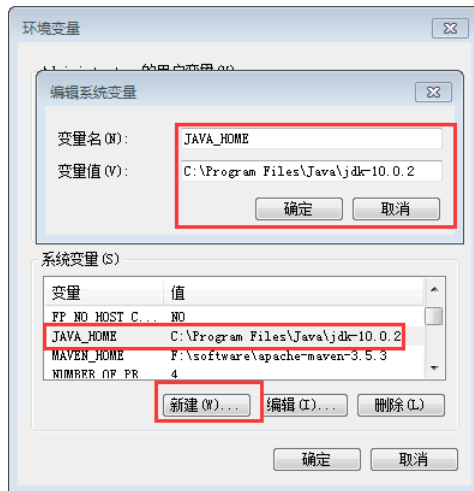 环境变量
编辑系统变量
变量名(N): JAVA_HOME
变量值(V): C:\Program Files\Java\jdk-10.0.2
确定 取消
系统变量(S)
变量 值
FP_NO_HOST_C... NO
JAVA_HOME C:\Program Files\Java\jdk-10.0.2
MAVEN_HOME F:\software\apache-maven-3.5.3
NUMBER_OF_PR... 4
新建(W)... 编辑(I)... 删除(L)
确定 取消